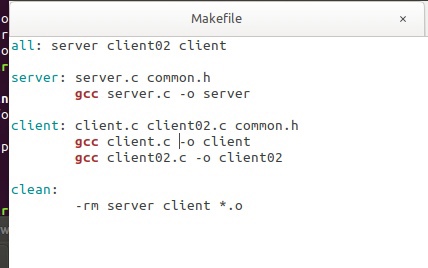 Makefile
all: server client02 client
server: server.c common.h
gcc server.c -o server
client: client.c client02.c common.h
gcc client.c -o client
gcc client02.c -o client02
clean:
-rm server client *.o